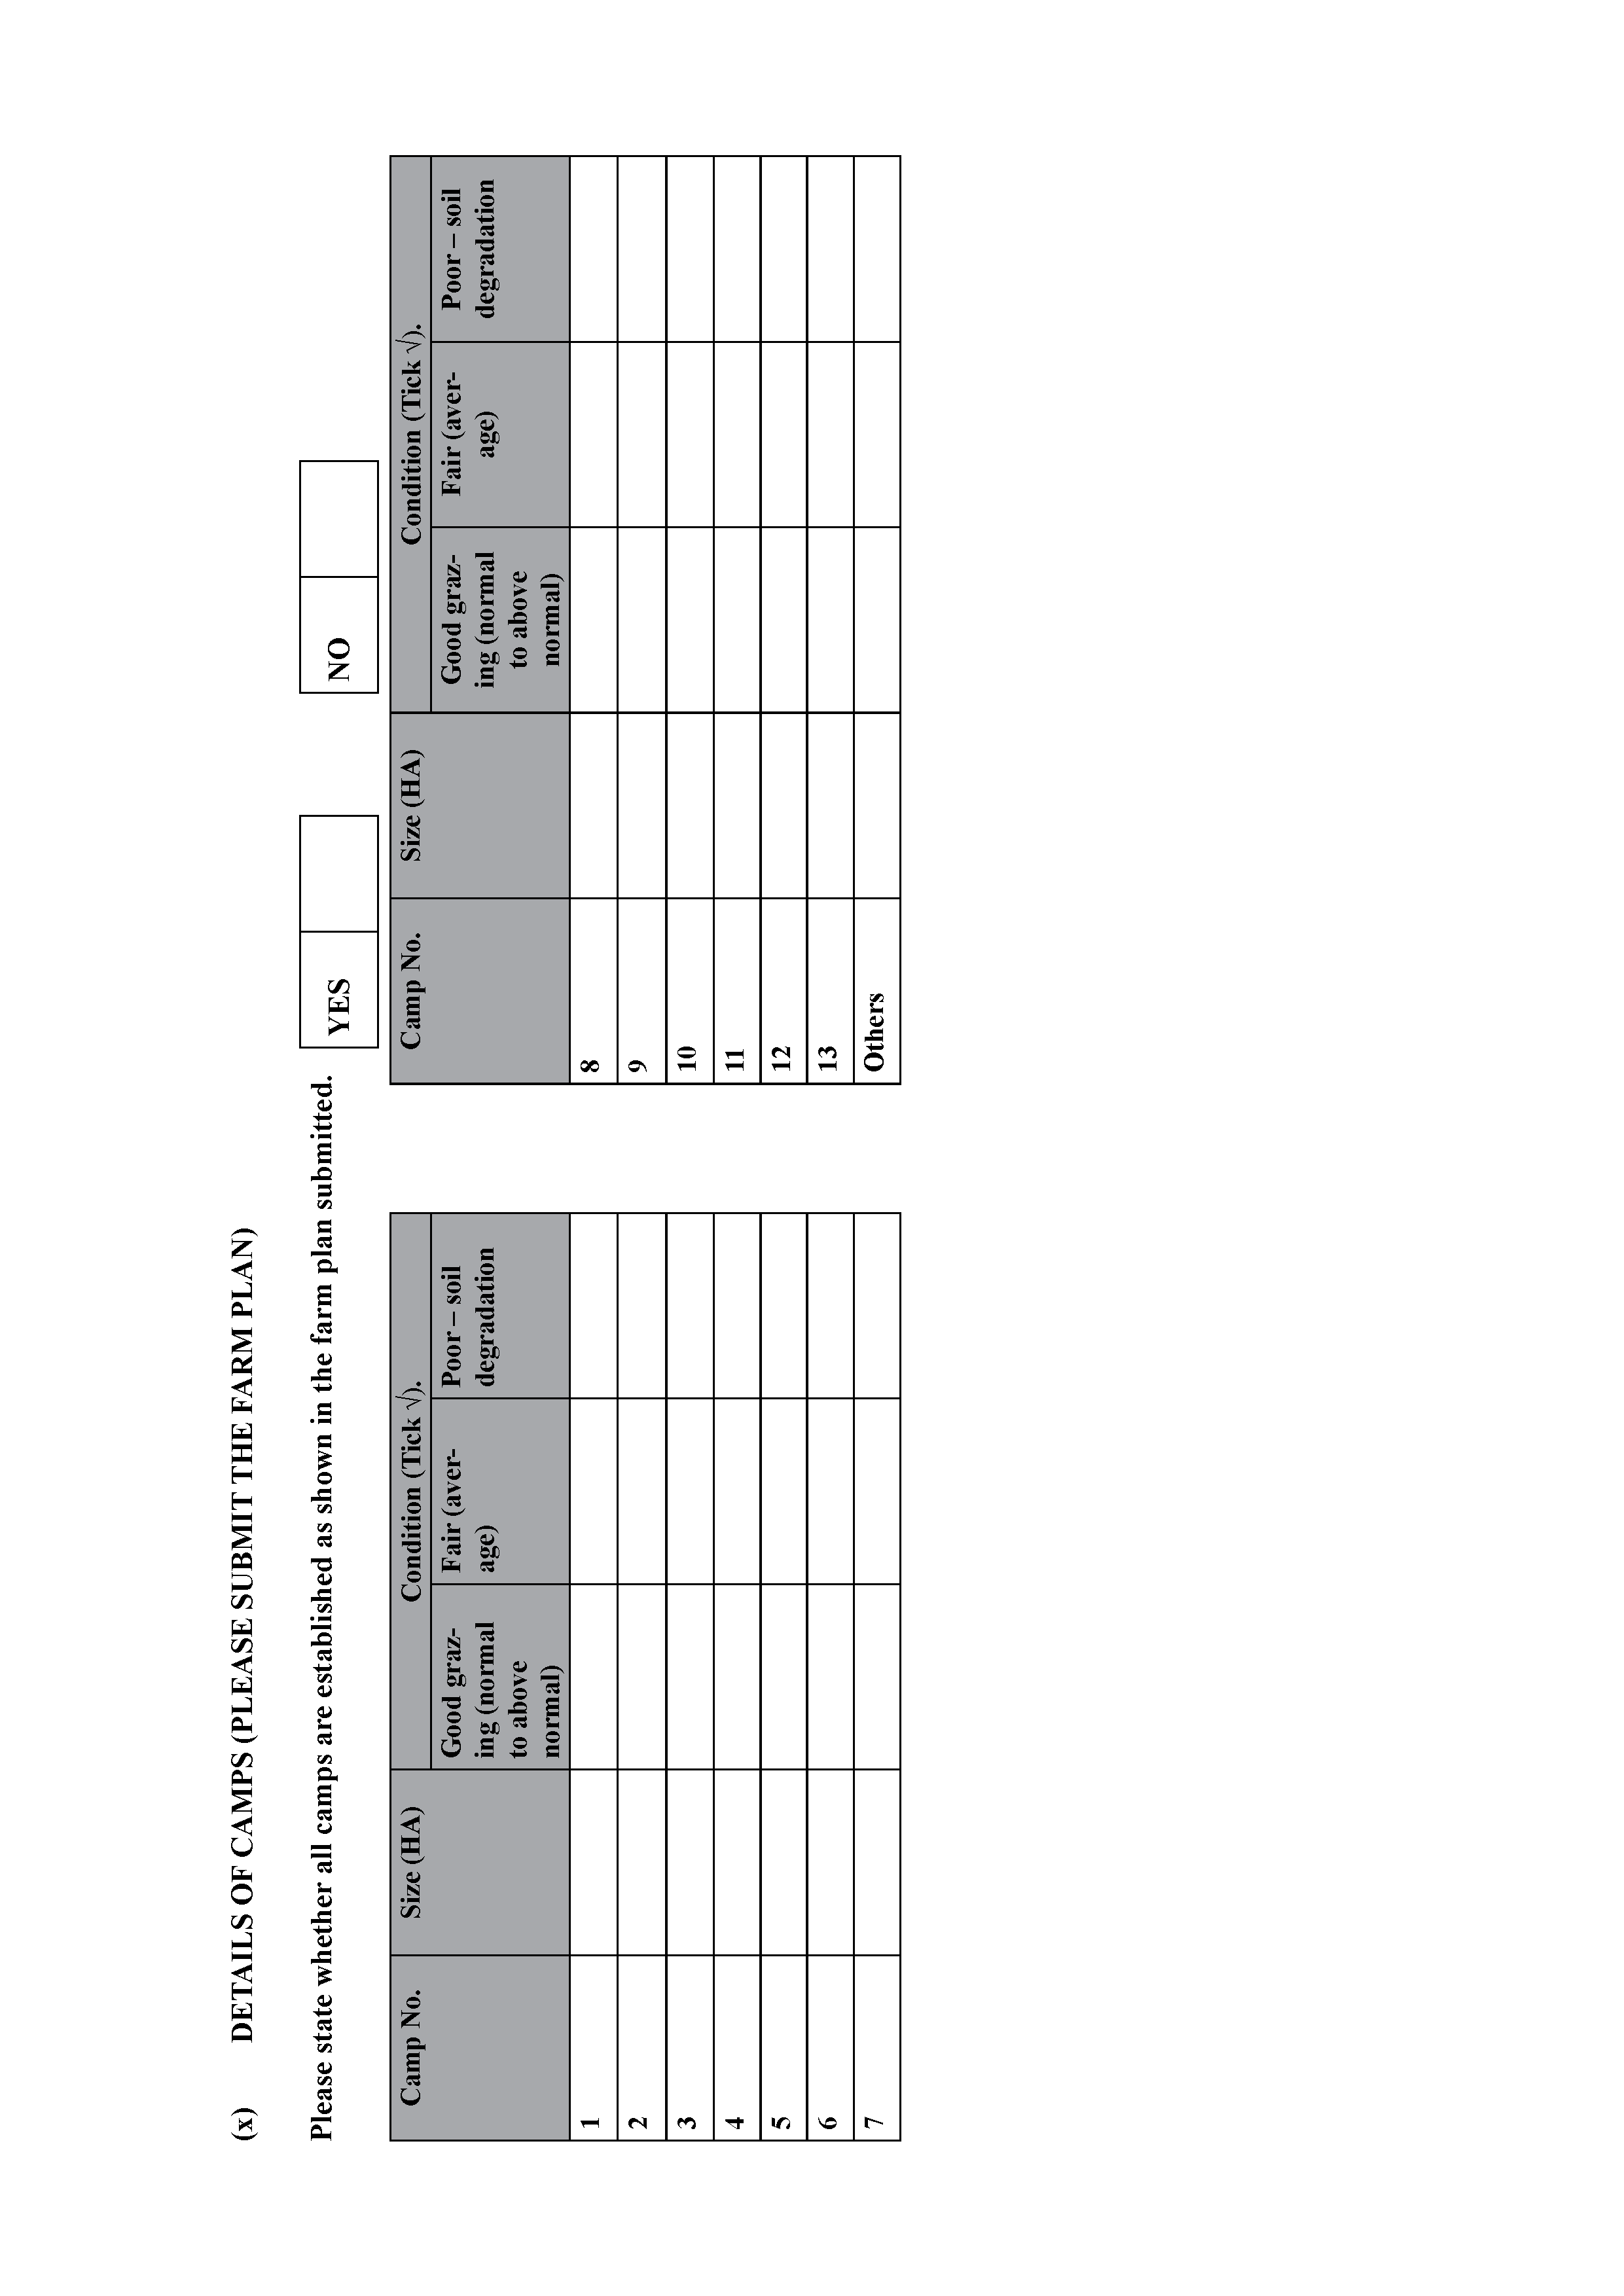 (x) DETAILS OF CAMPS (PLEASE SUBMIT THE FARM PLAN)
Please state whether all camps are established as shown in the farm plan submitted.
YES
NO
Camp No.
Size (HA)
Condition (Tick √).
Good graz-
ing (normal
to above
normal)
Fair (aver-
age)
Poor – soil
degradation
1
2
3
4
5
6
7
Camp No.
Size (HA)
Condition (Tick √).
Good graz-
ing (normal
to above
normal)
Fair (aver-
age)
Poor – soil
degradation
8
9
10
11
12
13
Others